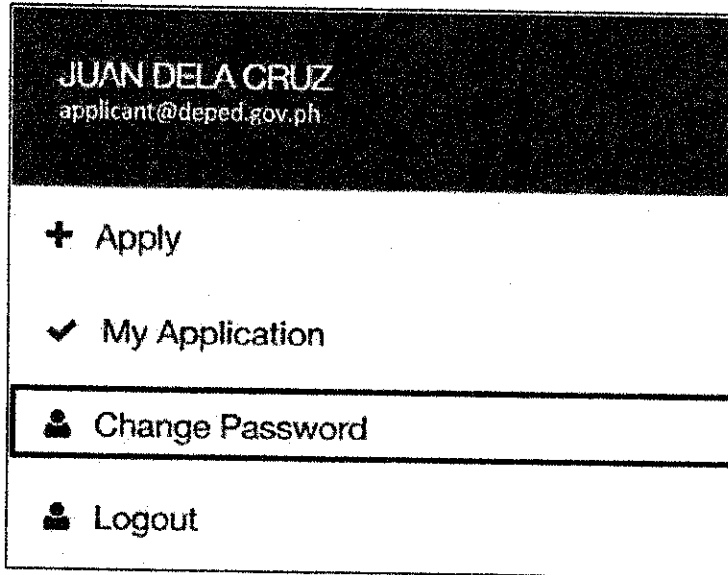 JUAN DELA CRUZ
applicant@deped.gov.ph
Apply
My Application
Change Password
Logout